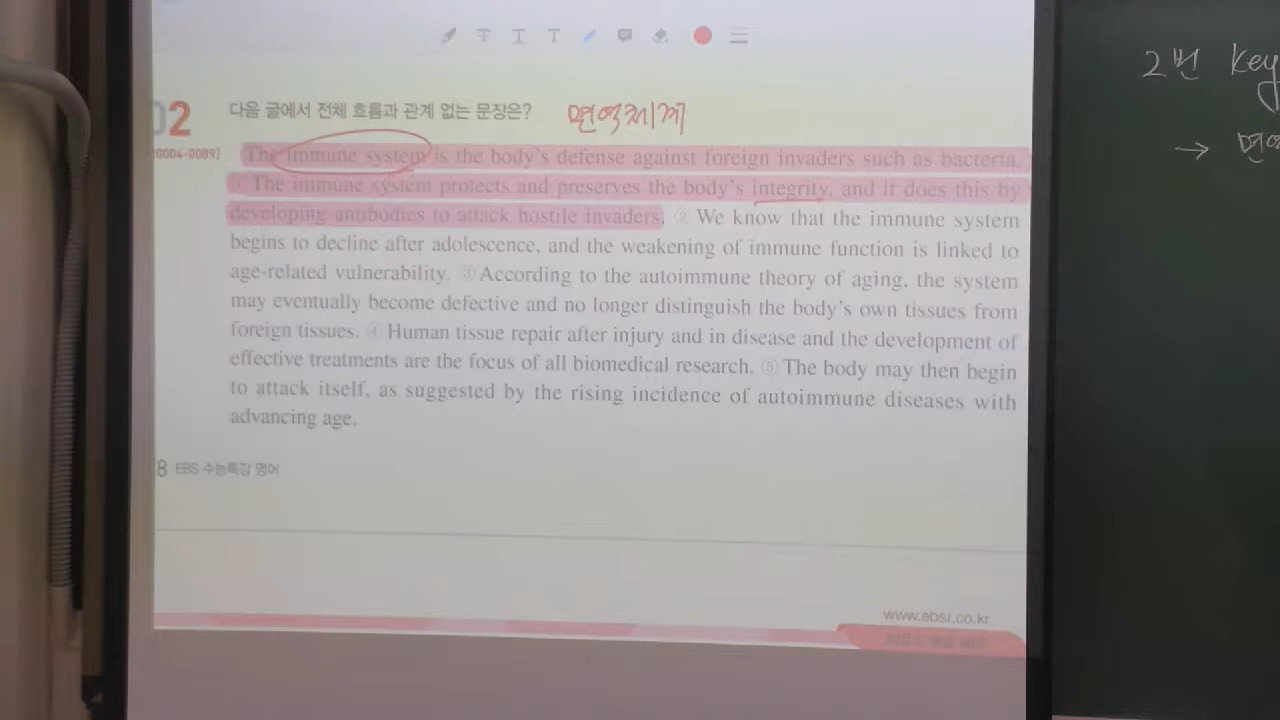 02 다음 글에서 전체 흐름과 관계 없는 문장은? 면역체계
20004-0089]
The immune system is the body's defense against foreign invaders such as bacteria.
① The immune system protects and preserves the body's integrity, and it does this by
developing antibodies to attack hostile invaders. ② We know that the immune system
begins to decline after adolescence, and the weakening of immune function is linked to
age-related vulnerability. ③ According to the autoimmune theory of aging, the system
may eventually become defective and no longer distinguish the body's own tissues from
foreign tissues. ④ Human tissue repair after injury and in disease and the development of
effective treatments are the focus of all biomedical research. ⑤ The body may then begin
to attack itself, as suggested by the rising incidence of autoimmune diseases with
advancing age.
8 EBS 수능특강 영어
www.ebsi.co.kr
2번 Key
→ 면역